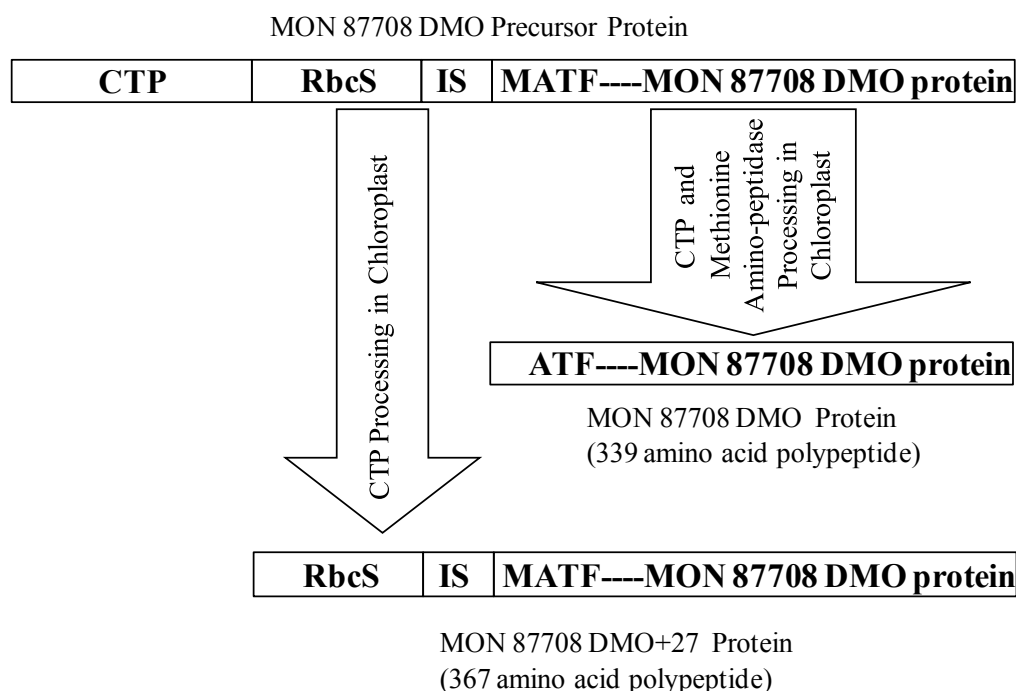 MON 87708 DMO Precursor Protein
CTP RbcS IS MATF----MON 87708 DMO protein
CTP Processing in Chloroplast
CTP and
Methionine
Amino-peptidase
Processing in
Chloroplast
ATF----MON 87708 DMO protein
MON 87708 DMO Protein
(339 amino acid polypeptide)
RbcS IS MATF----MON 87708 DMO protein
MON 87708 DMO+27 Protein
(367 amino acid polypeptide)